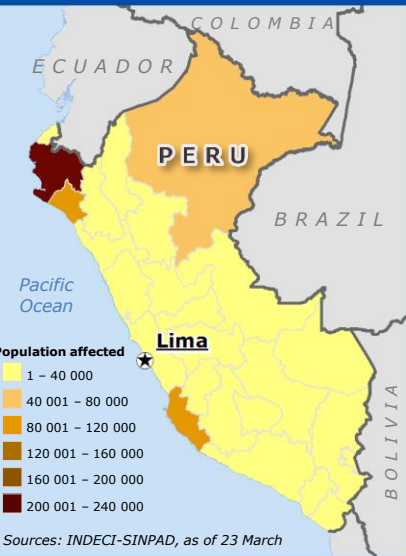 COLOMBIA
ECUADOR
PERU
BRAZIL
Pacific
Ocean
Lima
Population affected
1 – 40 000
40 001 – 80 000
80 001 – 120 000
120 001 – 160 000
160 001 – 200 000
200 001 – 240 000
BOLIVIA
Sources: INDECI-SINPAD, as of 23 March